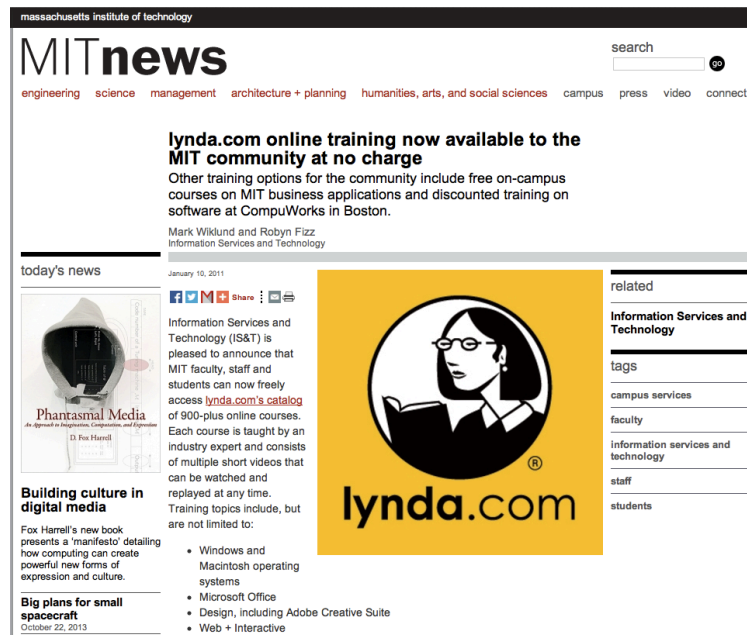 massachusetts institute of technology
MITnews
search
go
engineering science management architecture + planning humanities, arts, and social sciences campus press video connect
lynda.com online training now available to the
MIT community at no charge
Other training options for the community include free on-campus
courses on MIT business applications and discounted training on
software at CompuWorks in Boston.
Mark Wiklund and Robyn Fizz
Information Services and Technology
today's news
Phantasmal Media
An Approach to Imagination, Computation, and Expression
D. Fox Harrell
Building culture in
digital media
Fox Harrell's new book
presents a 'manifesto' detailing
how computing can create
powerful new forms of
expression and culture.
Big plans for small
spacecraft
October 22, 2013
January 10, 2011
Share
Information Services and
Technology (IS&T) is
pleased to announce that
MIT faculty, staff and
students can now freely
access lynda.com's catalog
of 900-plus online courses.
Each course is taught by an
industry expert and consists
of multiple short videos that
can be watched and
replayed at any time.
Training topics include, but
are not limited to:
• Windows and
Macintosh operating
systems
• Microsoft Office
• Design, including Adobe Creative Suite
• Web + Interactive
®
lynda.com
related
Information Services and
Technology
tags
campus services
faculty
information services and
technology
staff
students